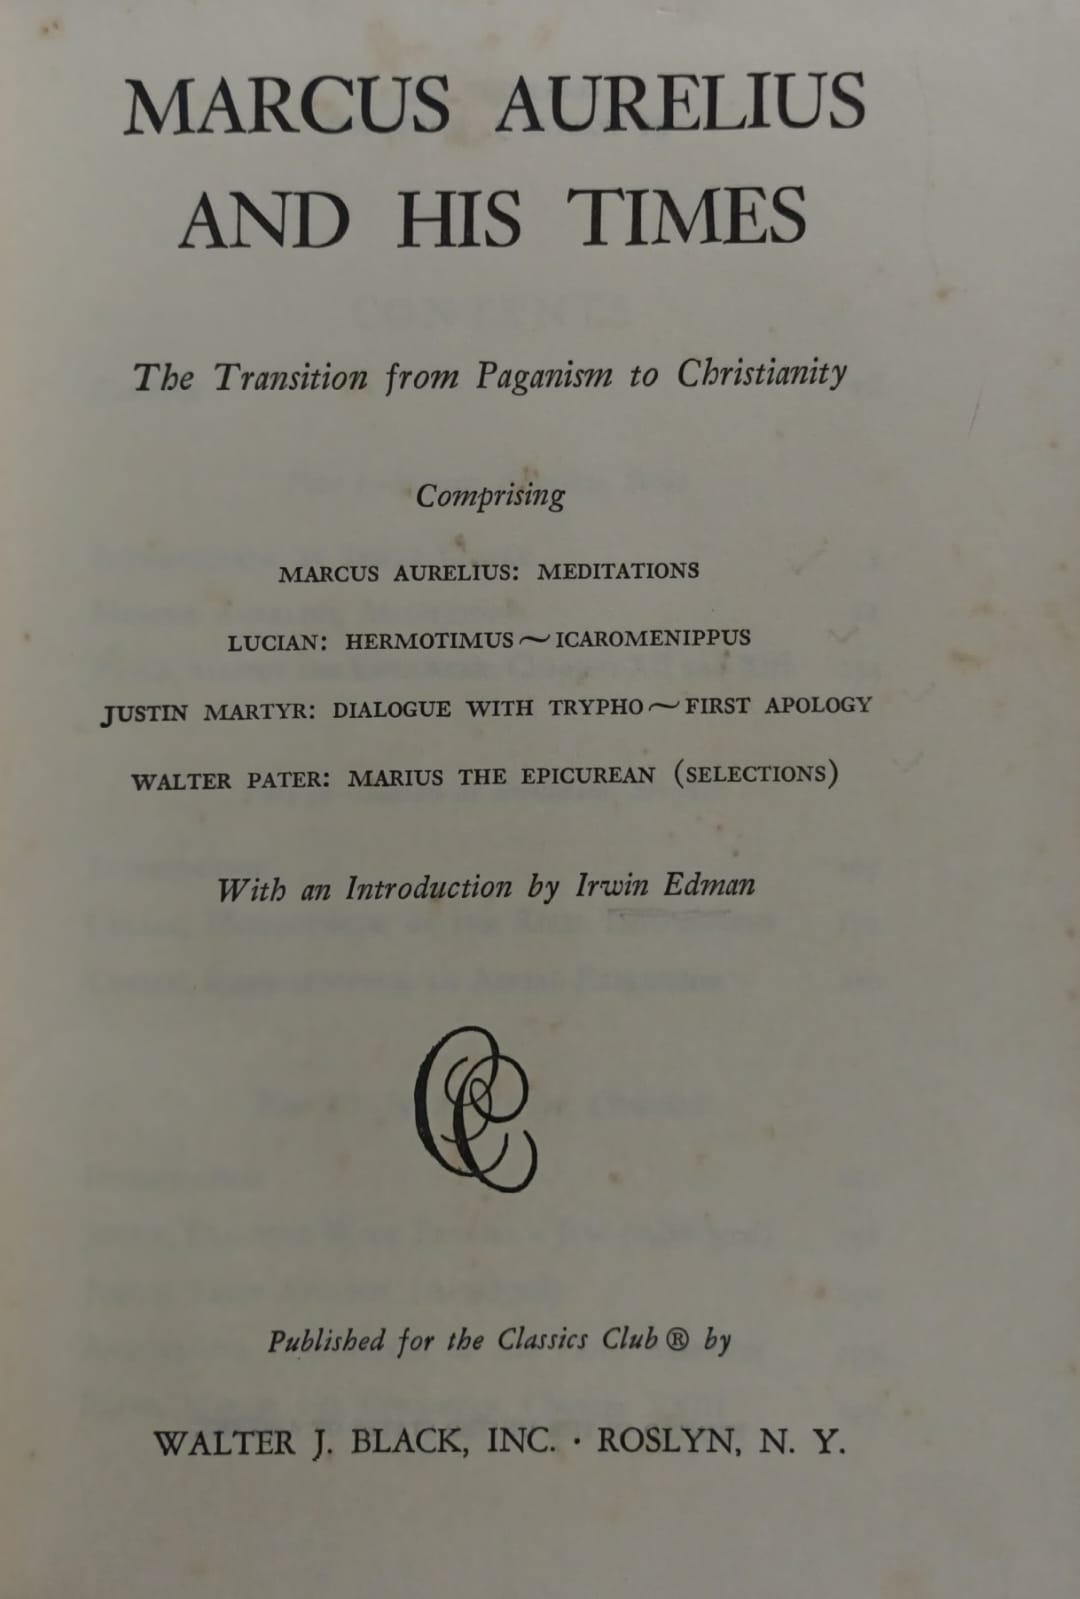 MARCUS AURELIUS
AND HIS TIMES
The Transition from Paganism to Christianity
Comprising
MARCUS AURELIUS: MEDITATIONS
LUCIAN: HERMOTIMUS~ICAROMENIPPUS
JUSTIN MARTYR: DIALOGUE WITH TRYPHO~FIRST APOLOGY
WALTER PATER: MARIUS THE EPICUREAN (SELECTIONS)
With an Introduction by Irwin Edman
CC
Published for the Classics Club ® by
WALTER J. BLACK, INC. · ROSLYN, N. Y.